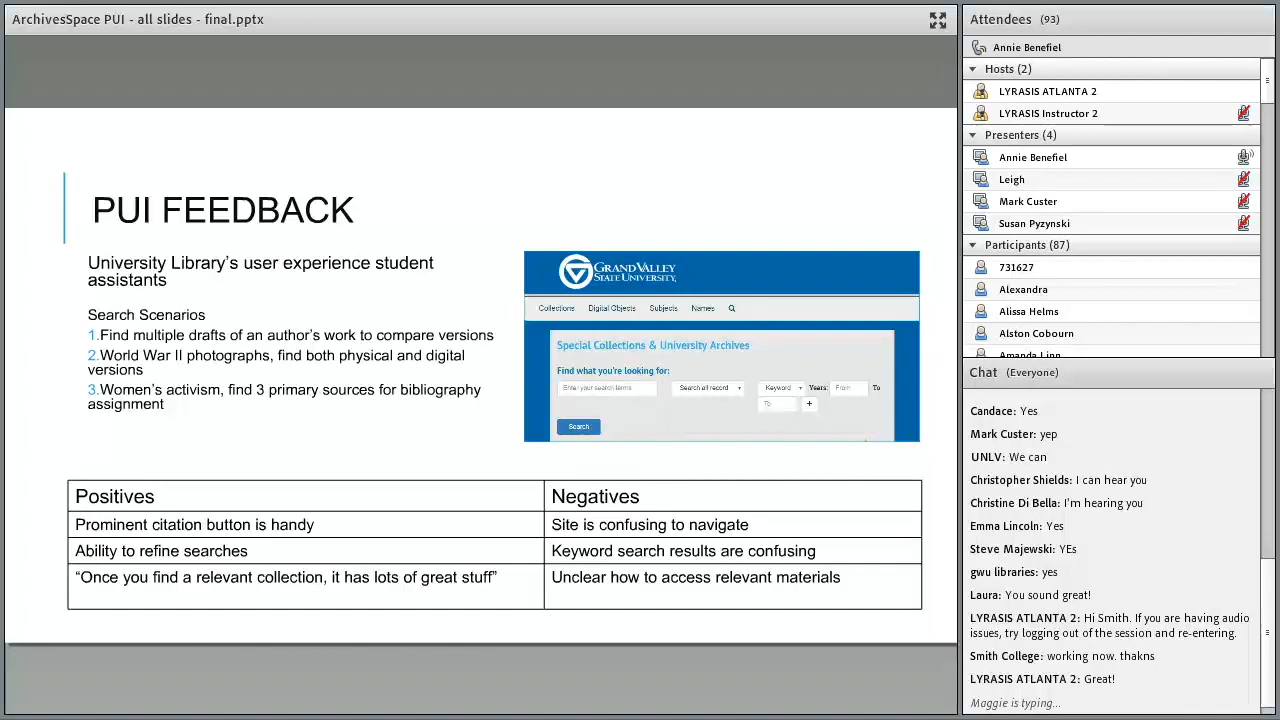 ArchivesSpace PUI - all slides - final.pptx
PUI FEEDBACK
University Library's user experience student
assistants
Search Scenarios
1.Find multiple drafts of an author's work to compare versions
2.World War II photographs, find both physical and digital
versions
3.Women's activism, find 3 primary sources for bibliography
assignment
GRAND VALLEY
STATE UNIVERSITY.
Collections Digital Objects Subjects Names
Special Collections & University Archives
Find what you're looking for:
Enter your search terms Search all record Keyword Years: From To
To +
Search
Positives Negatives
Prominent citation button is handy Site is confusing to navigate
Ability to refine searches Keyword search results are confusing
“Once you find a relevant collection, it has lots of great stuff” Unclear how to access relevant materials
Attendees (93)
Annie Benefiel
Hosts (2)
LYRASIS ATLANTA 2
LYRASIS Instructor 2
Presenters (4)
Annie Benefiel
Leigh
Mark Custer
Susan Pyzynski
Participants (87)
731627
Alexandra
Alissa Helms
Alston Cobourn
Amanda Linn
Chat (Everyone)
Candace: Yes
Mark Custer: yep
UNLV: We can
Christopher Shields: I can hear you
Christine Di Bella: I'm hearing you
Emma Lincoln: Yes
Steve Majewski: YEs
gwu libraries: yes
Laura: You sound great!
LYRASIS ATLANTA 2: Hi Smith. If you are having audio
issues, try logging out of the session and re-entering.
Smith College: working now. thakns
LYRASIS ATLANTA 2: Great!
Maggie is typing...